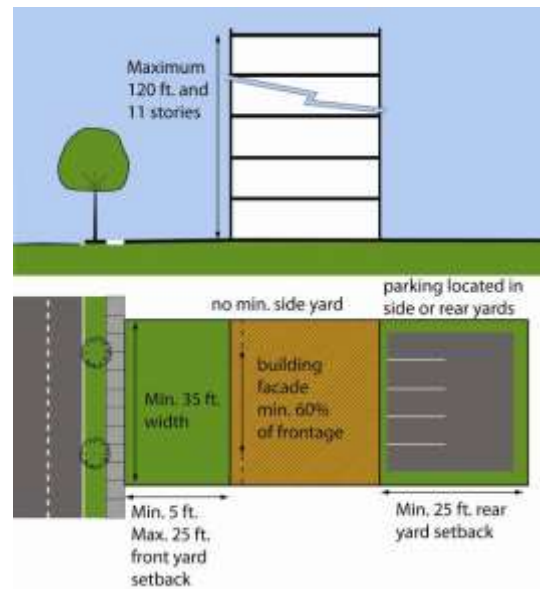 Maximum
120 ft. and
11 stories
parking located in
side or rear yards
no min. side yard
Min. 35 ft.
width
building
facade
min. 60%
of frontage
Min. 5 ft.
Max. 25 ft.
front yard
setback
Min. 25 ft. rear
yard setback